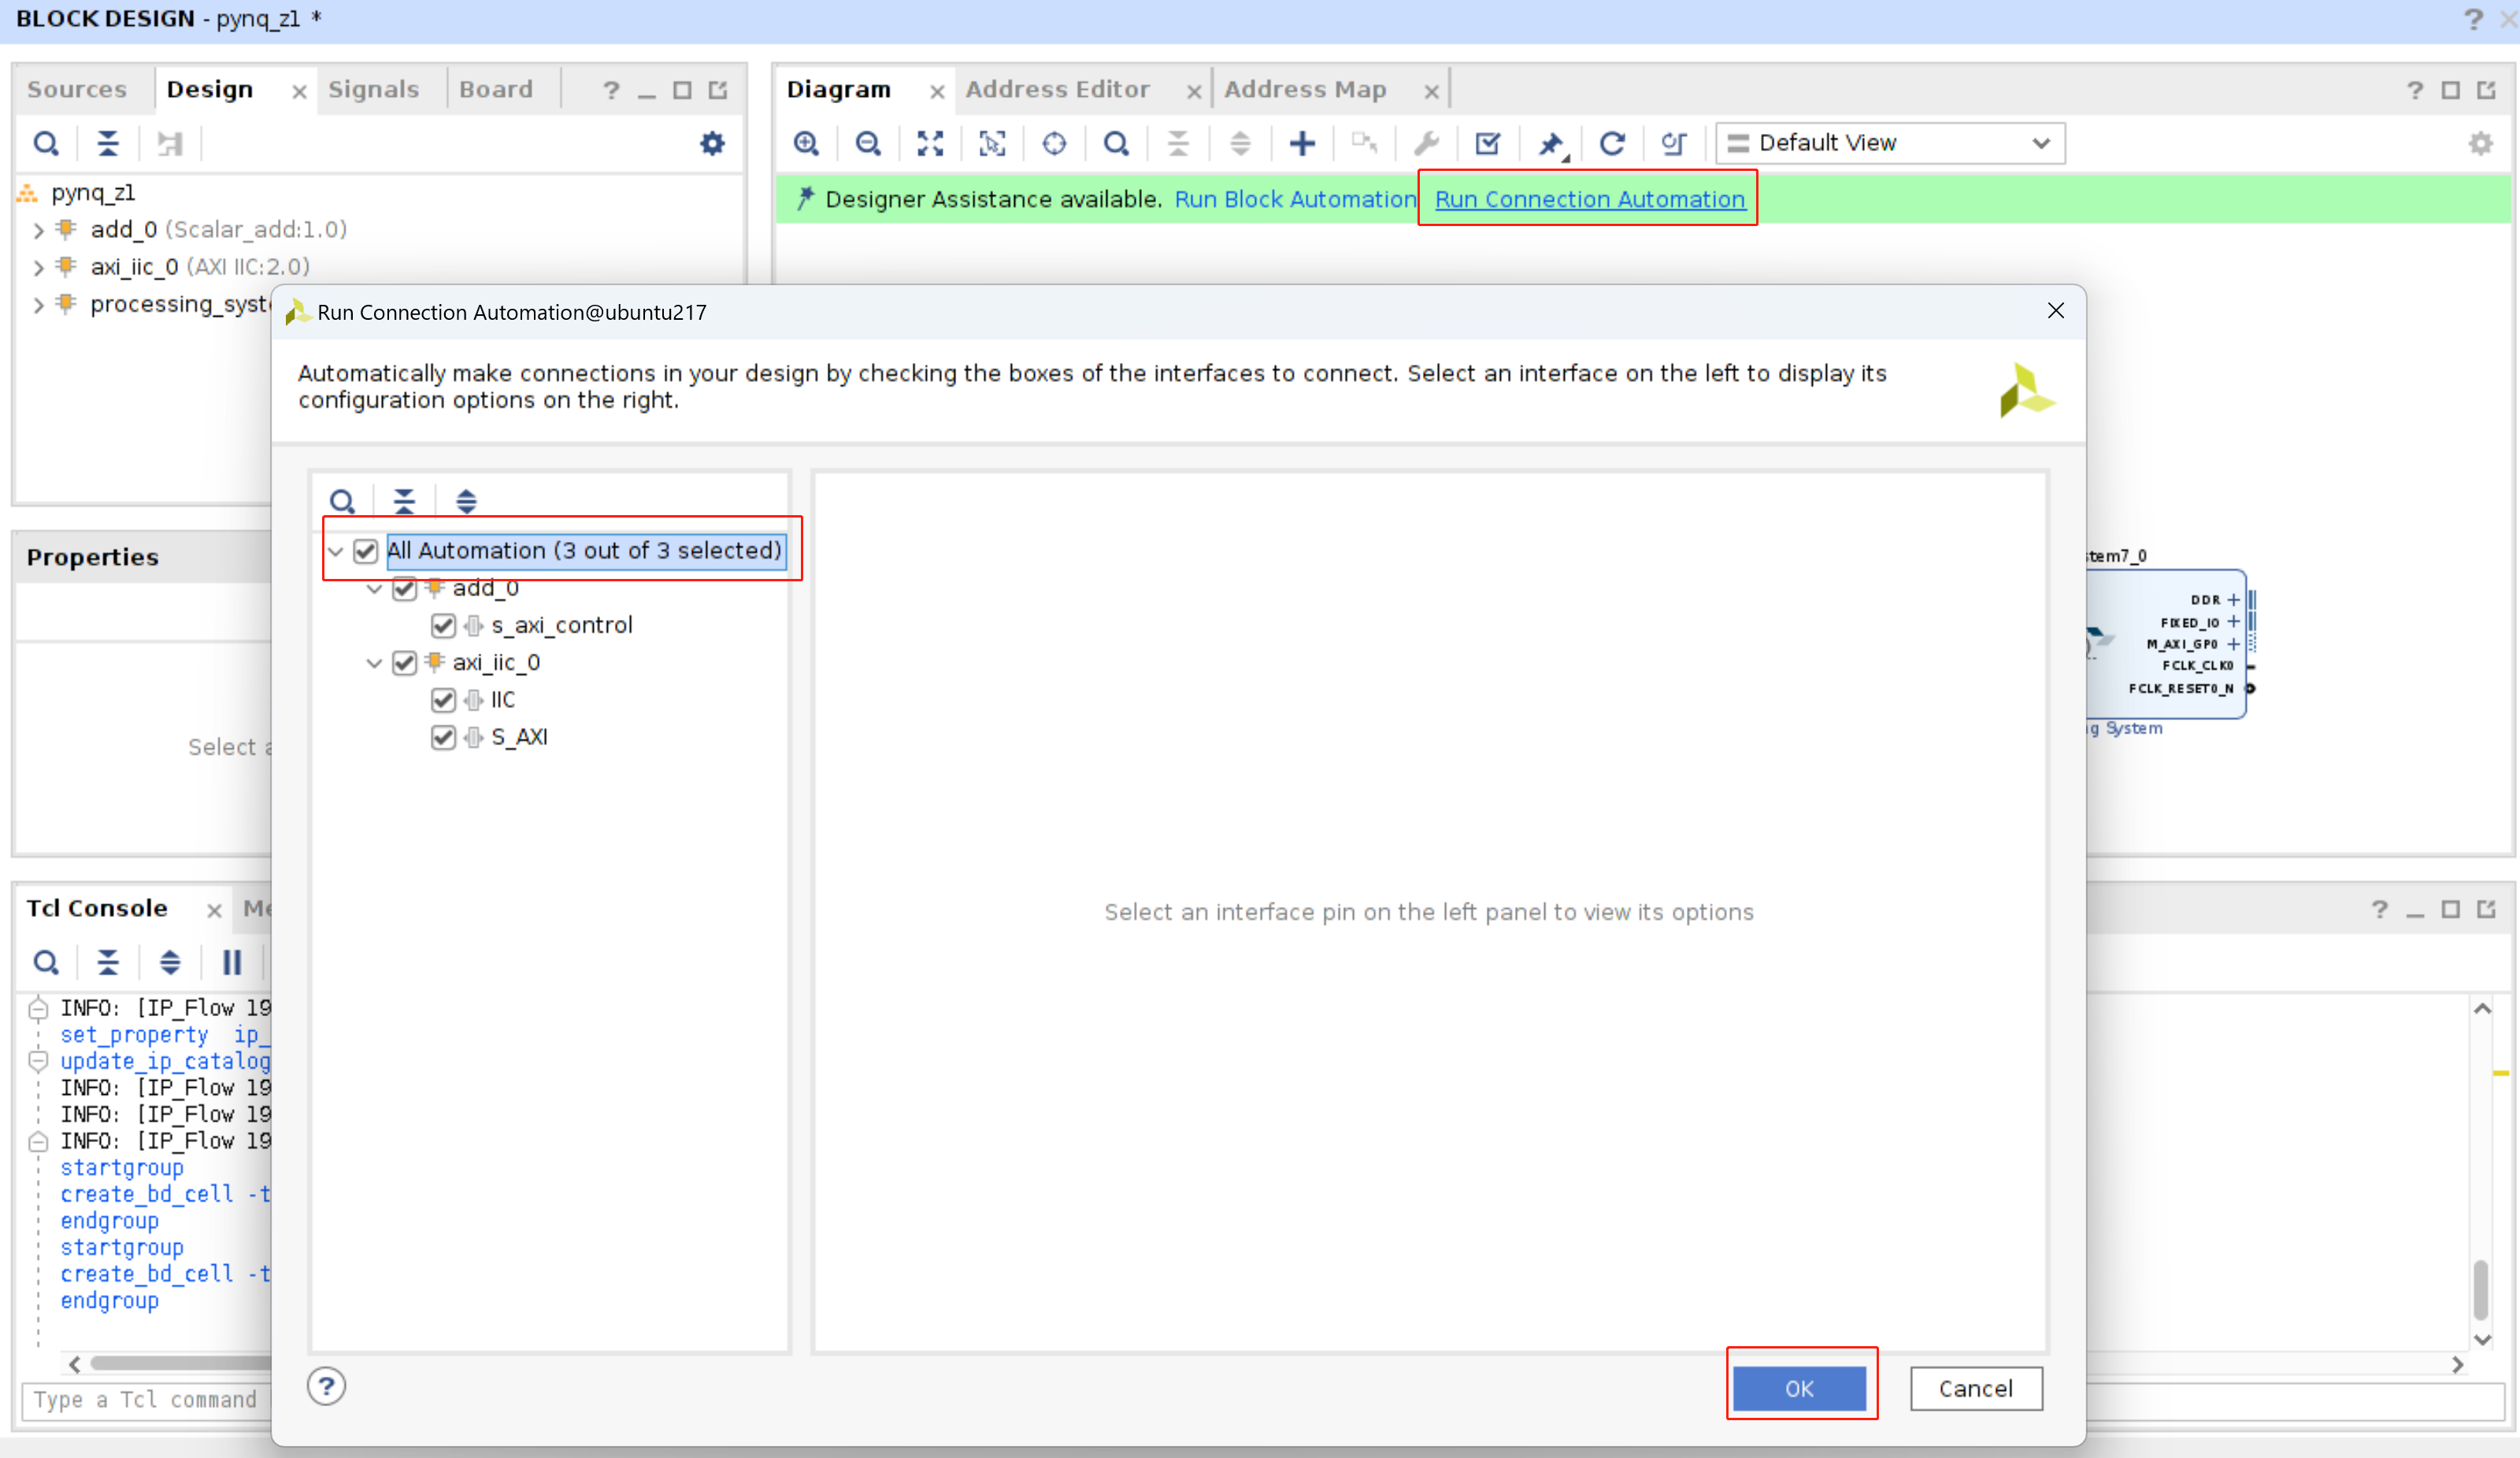 BLOCK DESIGN - pynq_z1 *
Sources
Design
Signals
Board
pynq_z1
add_0 (Scalar_add:1.0)
axi_iic_0 (AXI IIC:2.0)
processing_syst
Diagram
Address Editor
Address Map
Default View
Designer Assistance available. Run Block Automation Run Connection Automation
Run Connection Automation@ubuntu217
Automatically make connections in your design by checking the boxes of the interfaces to connect. Select an interface on the left to display its
configuration options on the right.
All Automation (3 out of 3 selected)
add_0
s_axi_control
axi_iic_0
IIC
S_AXI
Select an interface pin on the left panel to view its options
OK
Cancel
stem7_0
DDR
FIXED_IO
M_AXI_GP0
FCLK_CLK0
FCLK_RESET0_N
g System
Properties
Select a
Tcl Console
Me
INFO: [IP_Flow 19
set_property ip_
update_ip_catalog
INFO: [IP_Flow 19
INFO: [IP_Flow 19
INFO: [IP_Flow 19
startgroup
create_bd_cell -t
endgroup
startgroup
create_bd_cell -t
endgroup
Type a Tcl command